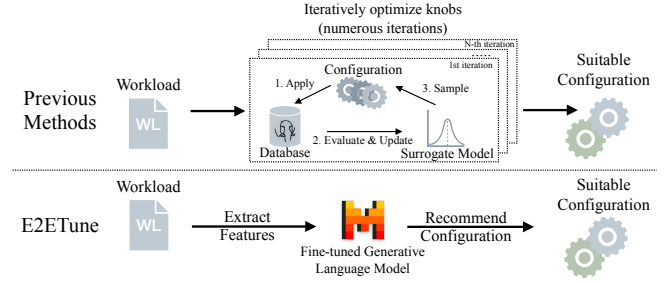 Iteratively optimize knobs
(numerous iterations)
N-th iteration
......
1st iteration
Workload
WL
Previous
Methods
1. Apply
Configuration
3. Sample
Database
2. Evaluate & Update
Surrogate Model
Suitable
Configuration
Workload
WL
E2ETune
Extract
Features
Fine-tuned Generative
Language Model
Recommend
Configuration
Suitable
Configuration